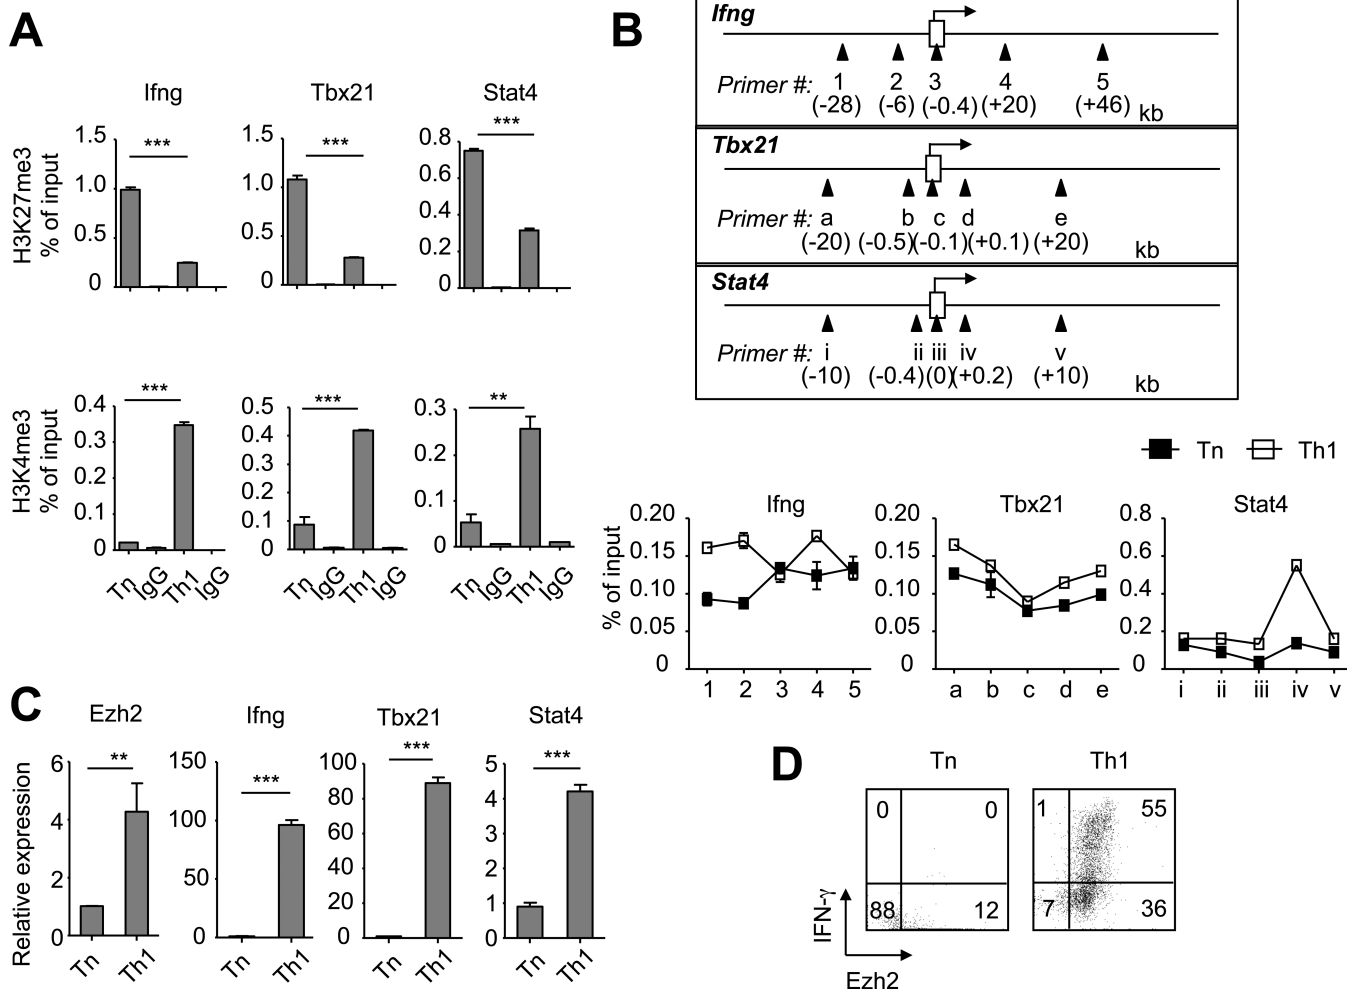 A
Ifng
Tbx21
Stat4
H3K27me3
% of input
1.5
1.0
0.5
0
***
1.5
1.0
0.5
0
***
0.8
0.6
0.4
0.2
0
***
H3K4me3
% of input
0.4
0.3
0.2
0.1
0
***
Tn
IgG
Th1
IgG
0.5
0.4
0.3
0.2
0.1
0
***
Tn
IgG
Th1
IgG
0.3
0.2
0.1
0
**
Tn
IgG
Th1
IgG
B
Ifng
Primer #: 1 2 3 4 5
(-28) (-6) (-0.4) (+20) (+46) kb
Tbx21
Primer #: a b c d e
(-20) (-0.5)(-0.1)(+0.1) (+20) kb
Stat4
Primer #: i ii iii iv v
(-10) (-0.4)(0)(+0.2) (+10) kb
Tn Th1
Ifng
% of input
0.20
0.15
0.10
0.05
0
1 2 3 4 5
Tbx21
0.20
0.15
0.10
0.05
0
a b c d e
Stat4
0.8
0.6
0.4
0.2
0
i ii iii iv v
C
Relative expression
Ezh2
6
4
2
0
**
Tn Th1
Ifng
150
100
50
0
***
Tn Th1
Tbx21
100
80
60
40
20
0
***
Tn Th1
Stat4
5
4
3
2
1
0
***
Tn Th1
D
Tn Th1
0 0
88 12
1 55
7 36
IFN-γ
Ezh2